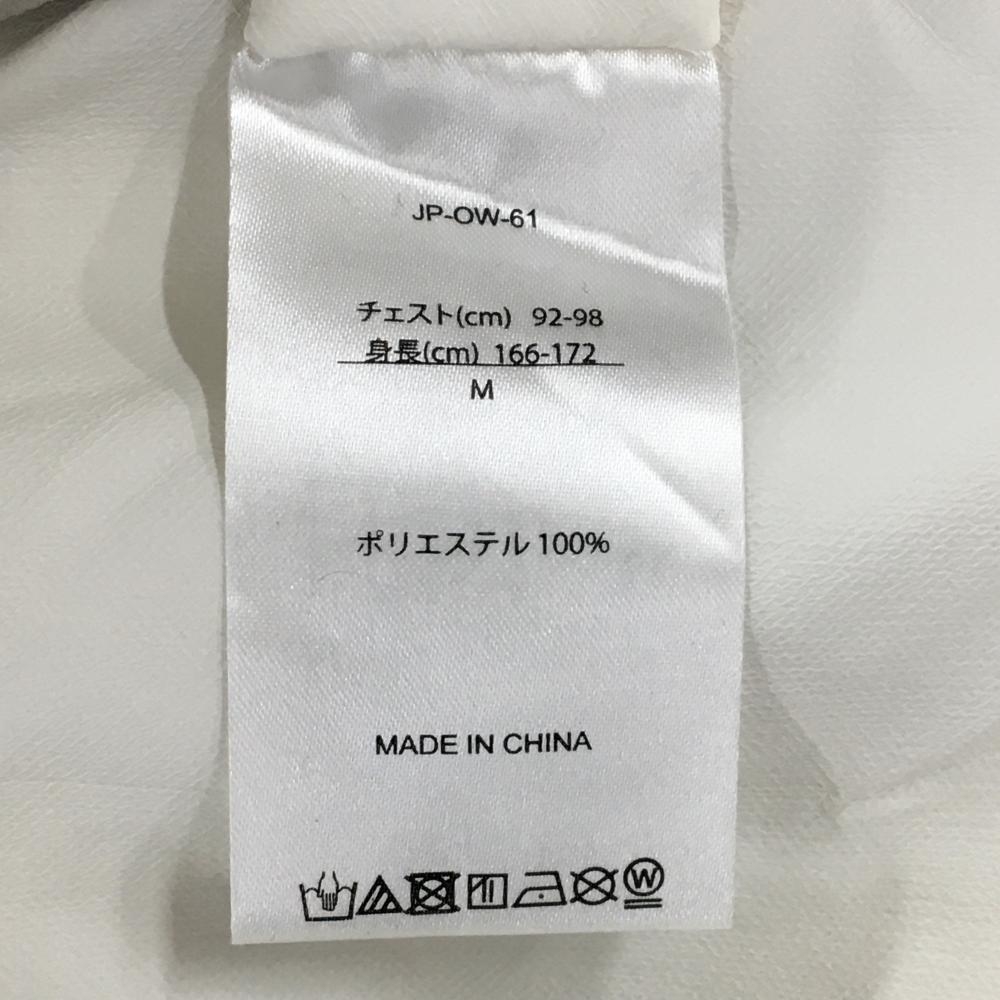 JP-OW-61
チェスト(cm) 92-98
身長(cm) 166-172
M
ポリエステル 100%
MADE IN CHINA
W